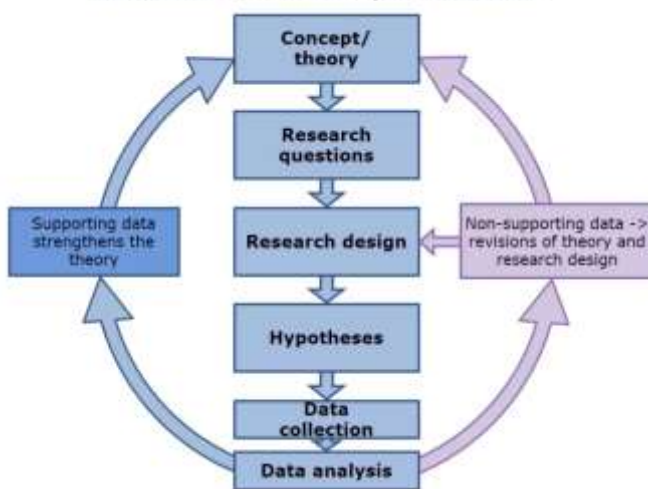 Concept/
theory
Research
questions
Supporting data
strengthens the
theory
Research design
Non-supporting data ->
revisions of theory and
research design
Hypotheses
Data
collection
Data analysis